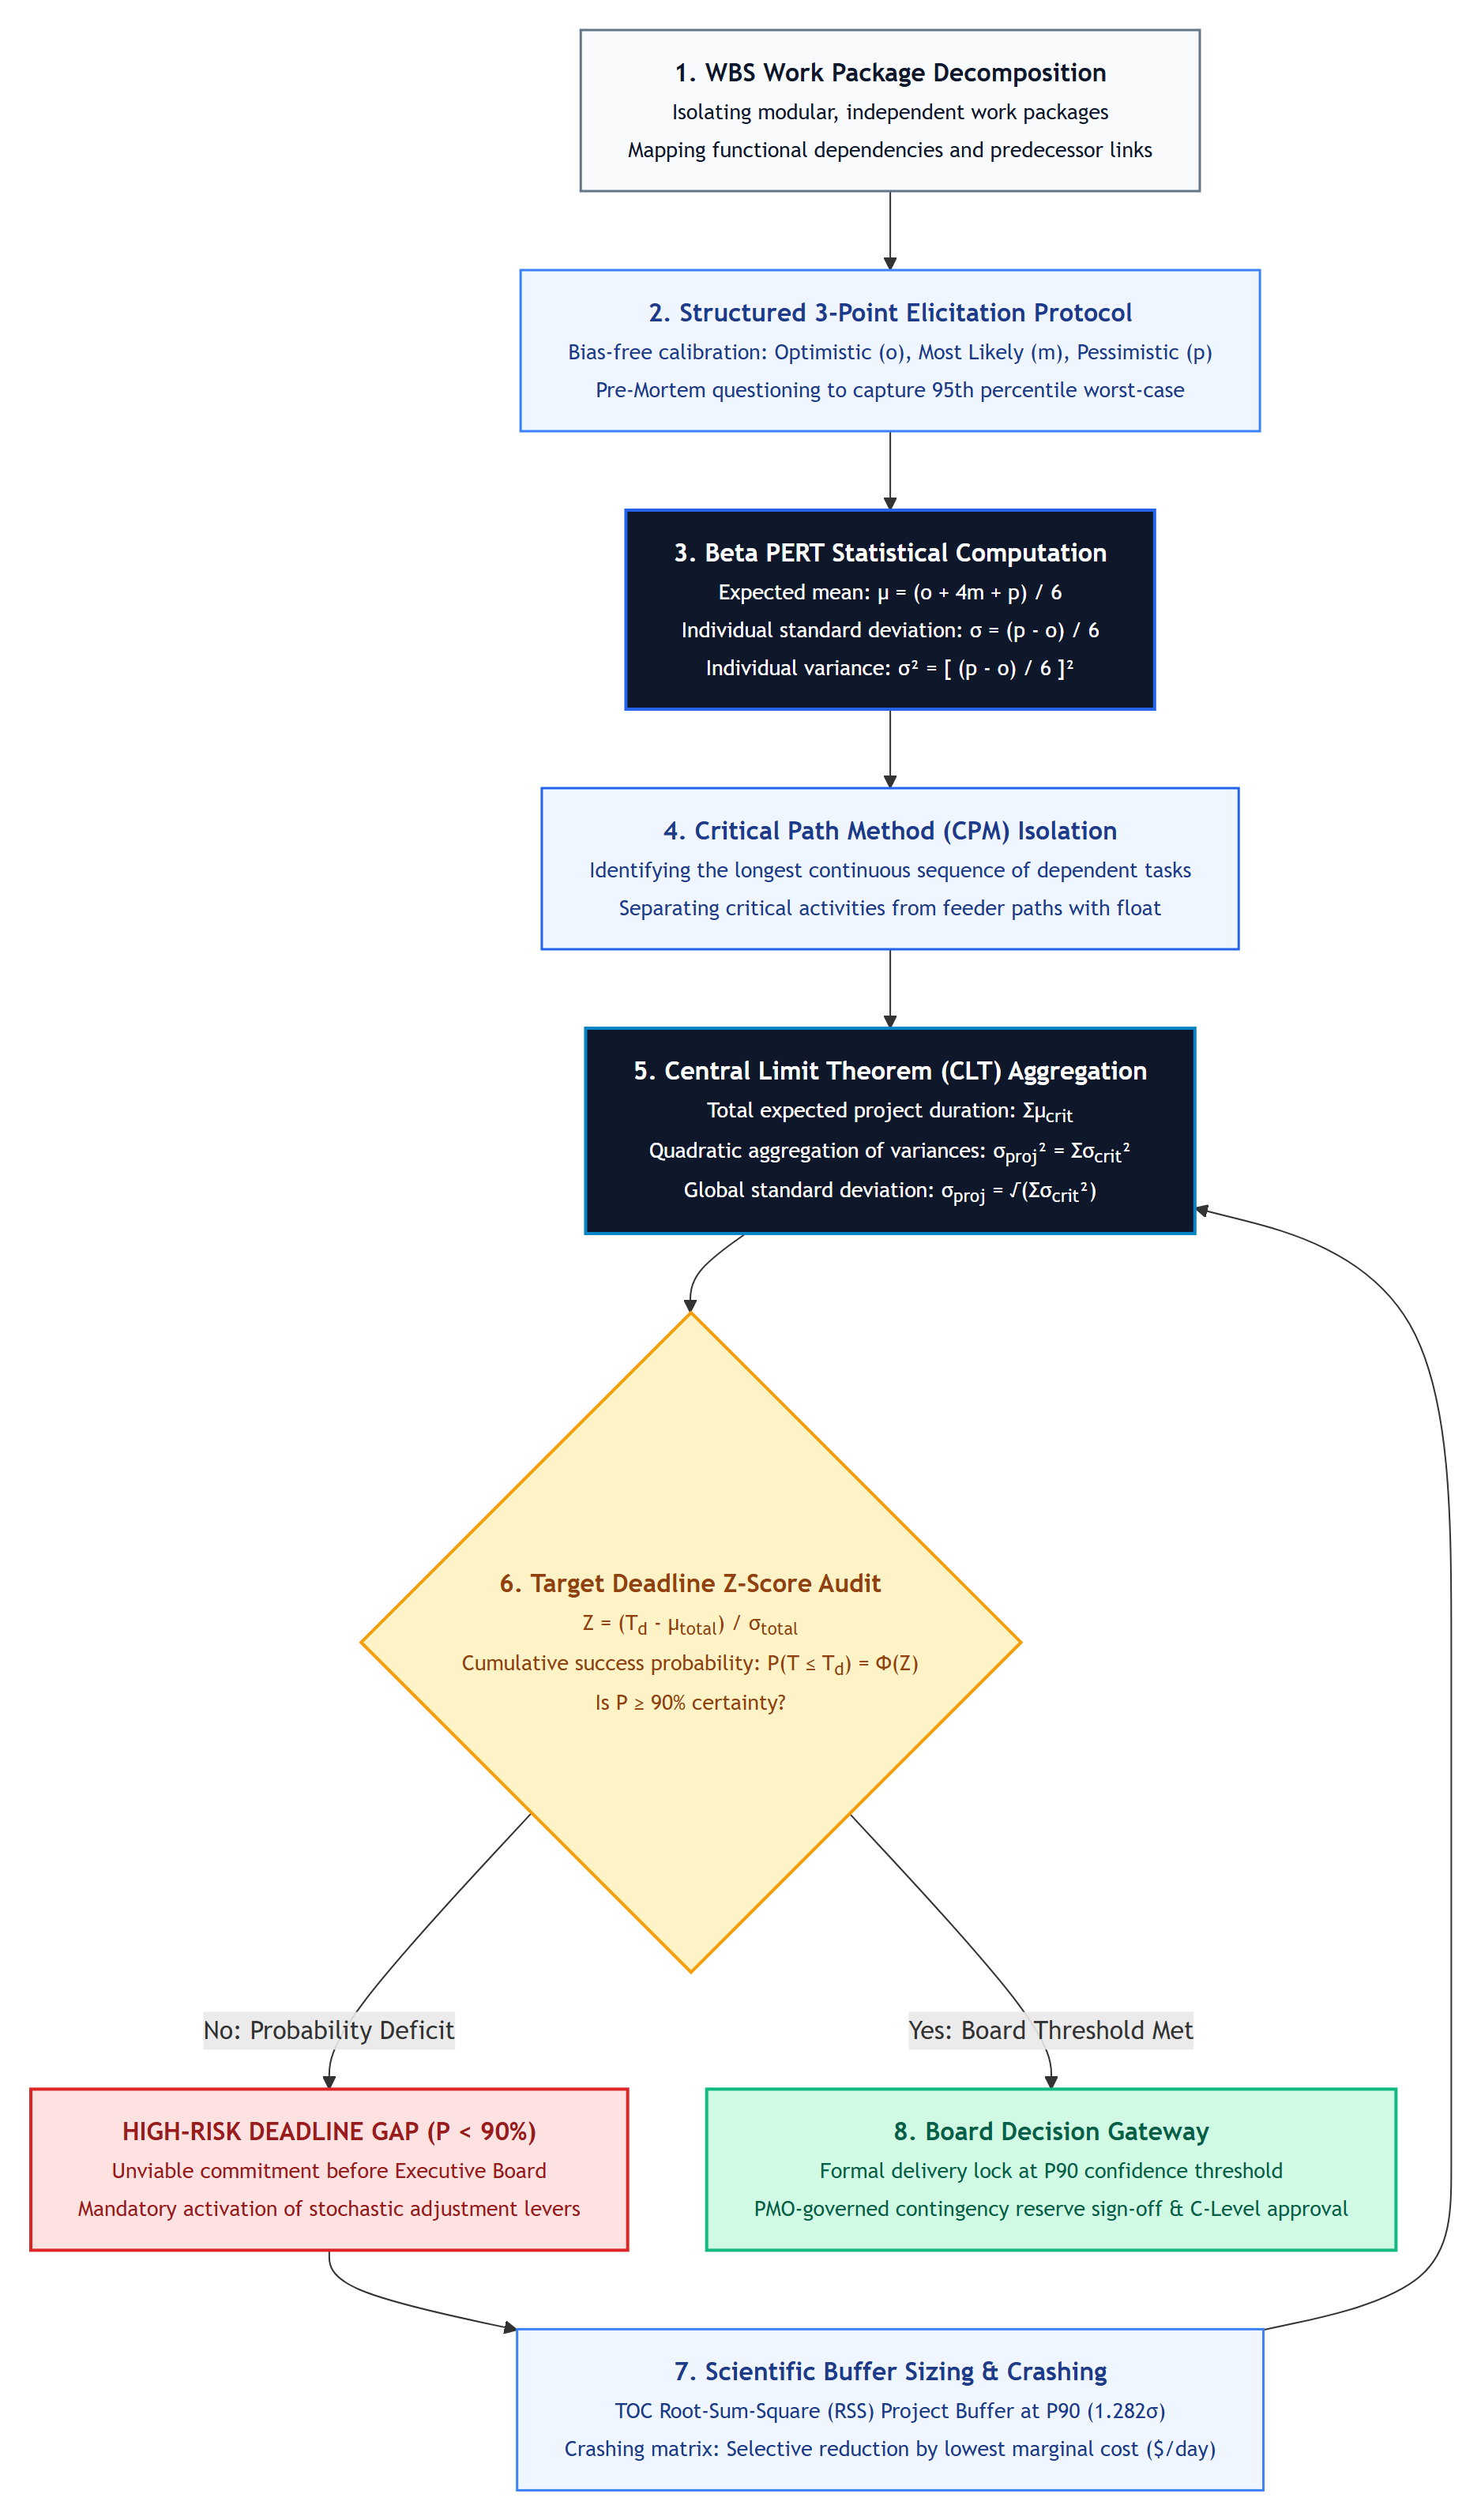 1. WBS Work Package Decomposition
Isolating modular, independent work packages
Mapping functional dependencies and predecessor links
2. Structured 3-Point Elicitation Protocol
Bias-free calibration: Optimistic (o), Most Likely (m), Pessimistic (p)
Pre-Mortem questioning to capture 95th percentile worst-case
3. Beta PERT Statistical Computation
Expected mean: μ = (o + 4m + p) / 6
Individual standard deviation: σ = (p - o) / 6
Individual variance: σ² = [ (p - o) / 6 ]²
4. Critical Path Method (CPM) Isolation
Identifying the longest continuous sequence of dependent tasks
Separating critical activities from feeder paths with float
5. Central Limit Theorem (CLT) Aggregation
Total expected project duration: Σμcrit
Quadratic aggregation of variances: σproj² = Σσcrit²
Global standard deviation: σproj = √(Σσcrit²)
6. Target Deadline Z-Score Audit
Z = (Td - μtotal) / σtotal
Cumulative success probability: P(T ≤ Td) = Φ(Z)
Is P ≥ 90% certainty?
No: Probability Deficit
Yes: Board Threshold Met
HIGH-RISK DEADLINE GAP (P < 90%)
Unviable commitment before Executive Board
Mandatory activation of stochastic adjustment levers
8. Board Decision Gateway
Formal delivery lock at P90 confidence threshold
PMO-governed contingency reserve sign-off & C-Level approval
7. Scientific Buffer Sizing & Crashing
TOC Root-Sum-Square (RSS) Project Buffer at P90 (1.282σ)
Crashing matrix: Selective reduction by lowest marginal cost ($/day)